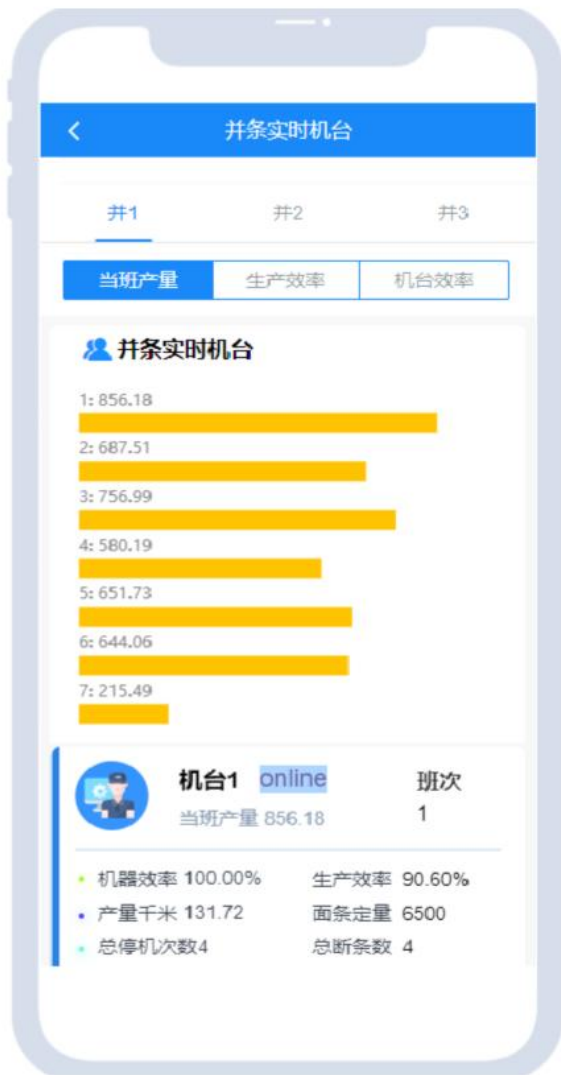 并条实时机台
井1 井2 井3
当班产量 生产效率 机台效率
并条实时机台
1: 856.18
2: 687.51
3: 756.99
4: 580.19
5: 651.73
6: 644.06
7: 215.49
机台1 online 班次
当班产量 856.18 1
机器效率 100.00% 生产效率 90.60%
产量千米 131.72 面条定量 6500
总停机次数4 总断条数 4